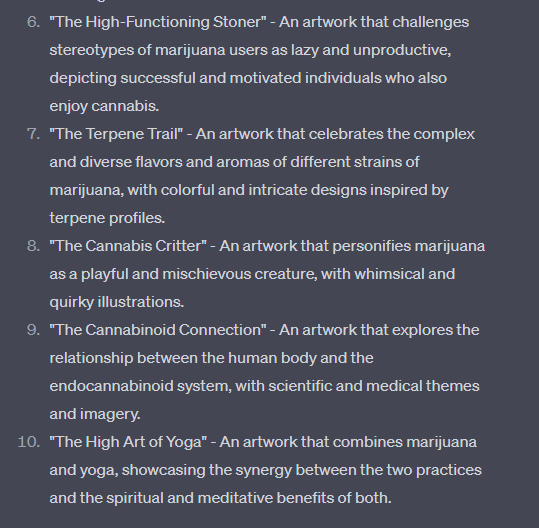 6. "The High-Functioning Stoner" - An artwork that challenges
stereotypes of marijuana users as lazy and unproductive,
depicting successful and motivated individuals who also
enjoy cannabis.
7. "The Terpene Trail" - An artwork that celebrates the complex
and diverse flavors and aromas of different strains of
marijuana, with colorful and intricate designs inspired by
terpene profiles.
8. "The Cannabis Critter" - An artwork that personifies marijuana
as a playful and mischievous creature, with whimsical and
quirky illustrations.
9. "The Cannabinoid Connection" - An artwork that explores the
relationship between the human body and the
endocannabinoid system, with scientific and medical themes
and imagery.
10. "The High Art of Yoga" - An artwork that combines marijuana
and yoga, showcasing the synergy between the two practices
and the spiritual and meditative benefits of both.